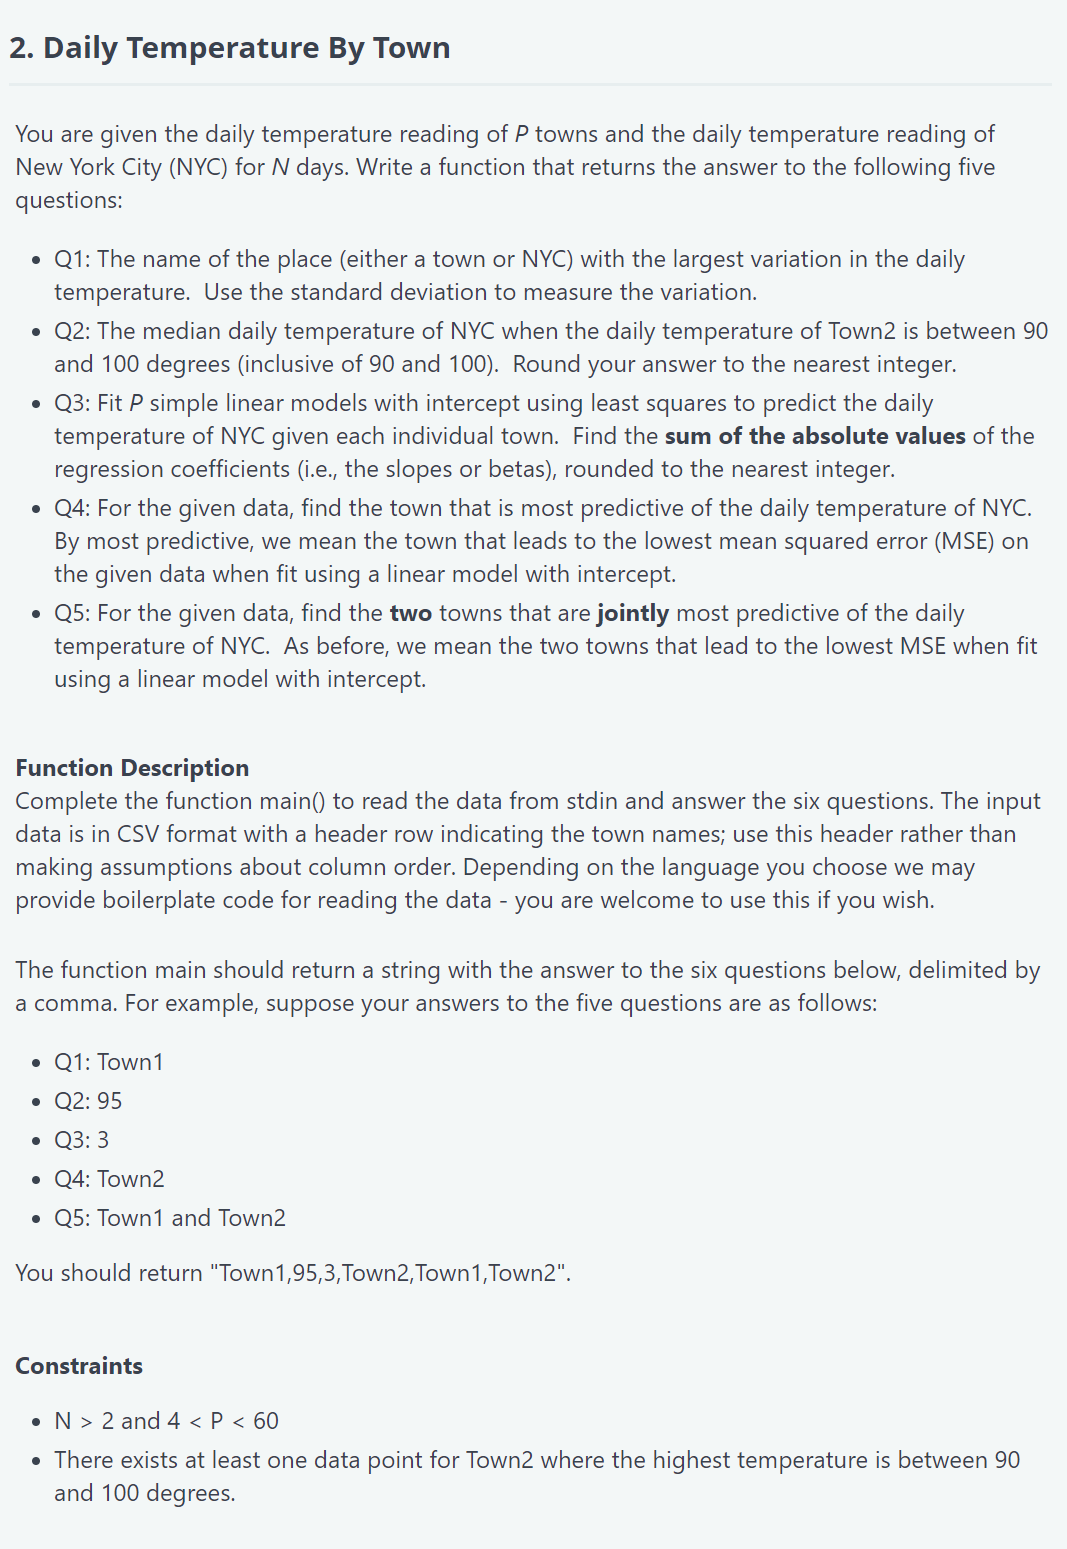 2. Daily Temperature By Town
You are given the daily temperature reading of P towns and the daily temperature reading of
New York City (NYC) for N days. Write a function that returns the answer to the following five
questions:
• Q1: The name of the place (either a town or NYC) with the largest variation in the daily
temperature.  Use the standard deviation to measure the variation.
• Q2: The median daily temperature of NYC when the daily temperature of Town2 is between 90
and 100 degrees (inclusive of 90 and 100).  Round your answer to the nearest integer.
• Q3: Fit P simple linear models with intercept using least squares to predict the daily
temperature of NYC given each individual town.  Find the sum of the absolute values of the
regression coefficients (i.e., the slopes or betas), rounded to the nearest integer.
• Q4: For the given data, find the town that is most predictive of the daily temperature of NYC.
By most predictive, we mean the town that leads to the lowest mean squared error (MSE) on
the given data when fit using a linear model with intercept.
• Q5: For the given data, find the two towns that are jointly most predictive of the daily
temperature of NYC.  As before, we mean the two towns that lead to the lowest MSE when fit
using a linear model with intercept.
Function Description
Complete the function main() to read the data from stdin and answer the six questions. The input
data is in CSV format with a header row indicating the town names; use this header rather than
making assumptions about column order. Depending on the language you choose we may
provide boilerplate code for reading the data - you are welcome to use this if you wish.
The function main should return a string with the answer to the six questions below, delimited by
a comma. For example, suppose your answers to the five questions are as follows:
• Q1: Town1
• Q2: 95
• Q3: 3
• Q4: Town2
• Q5: Town1 and Town2
You should return "Town1,95,3,Town2,Town1,Town2".
Constraints
• N > 2 and 4 < P < 60
• There exists at least one data point for Town2 where the highest temperature is between 90
and 100 degrees.